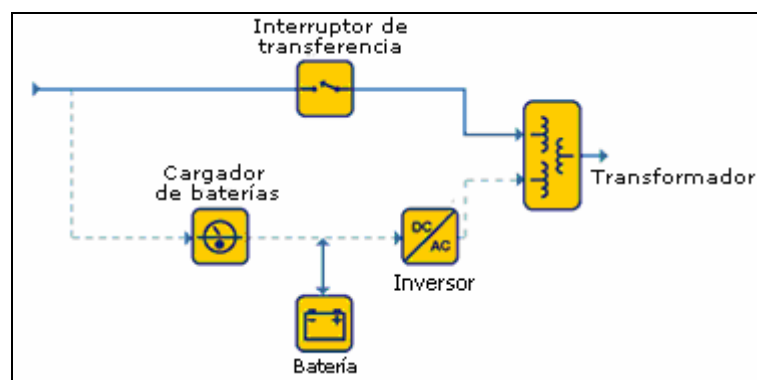 Interruptor de
transferencia
Cargador
de baterías
Transformador
DC
AC
Inversor
Batería